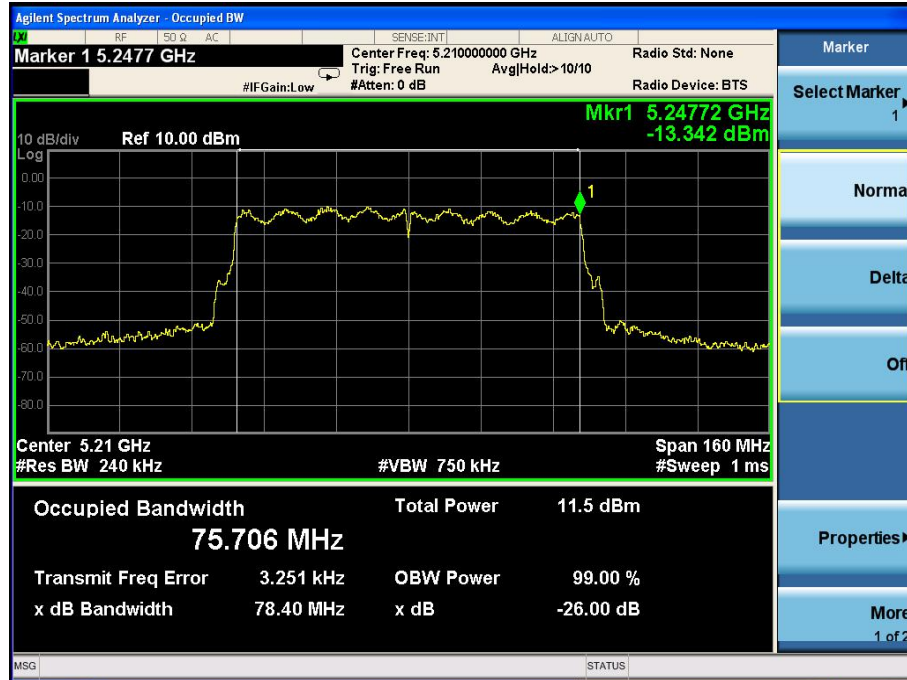 Agilent Spectrum Analyzer - Occupied BW
LXI RF 50 Ω AC SENSE:INT ALIGN AUTO
Marker 1 5.2477 GHz
Center Freq: 5.210000000 GHz Radio Std: None
Trig: Free Run Avg|Hold:>10/10
#IFGain:Low #Atten: 0 dB Radio Device: BTS
Mkr1 5.24772 GHz
-13.342 dBm
10 dB/div Ref 10.00 dBm
Log
0.00
1
-10.0
-20.0
-30.0
-40.0
-50.0
-60.0
-70.0
-80.0
Center 5.21 GHz Span 160 MHz
#Res BW 240 kHz #VBW 750 kHz #Sweep 1 ms
Occupied Bandwidth Total Power 11.5 dBm
75.706 MHz
Transmit Freq Error 3.251 kHz OBW Power 99.00 %
x dB Bandwidth 78.40 MHz x dB -26.00 dB
MSG STATUS
Marker
Select Marker
1
Norma
Delta
Of
Properties
More
1 of 2